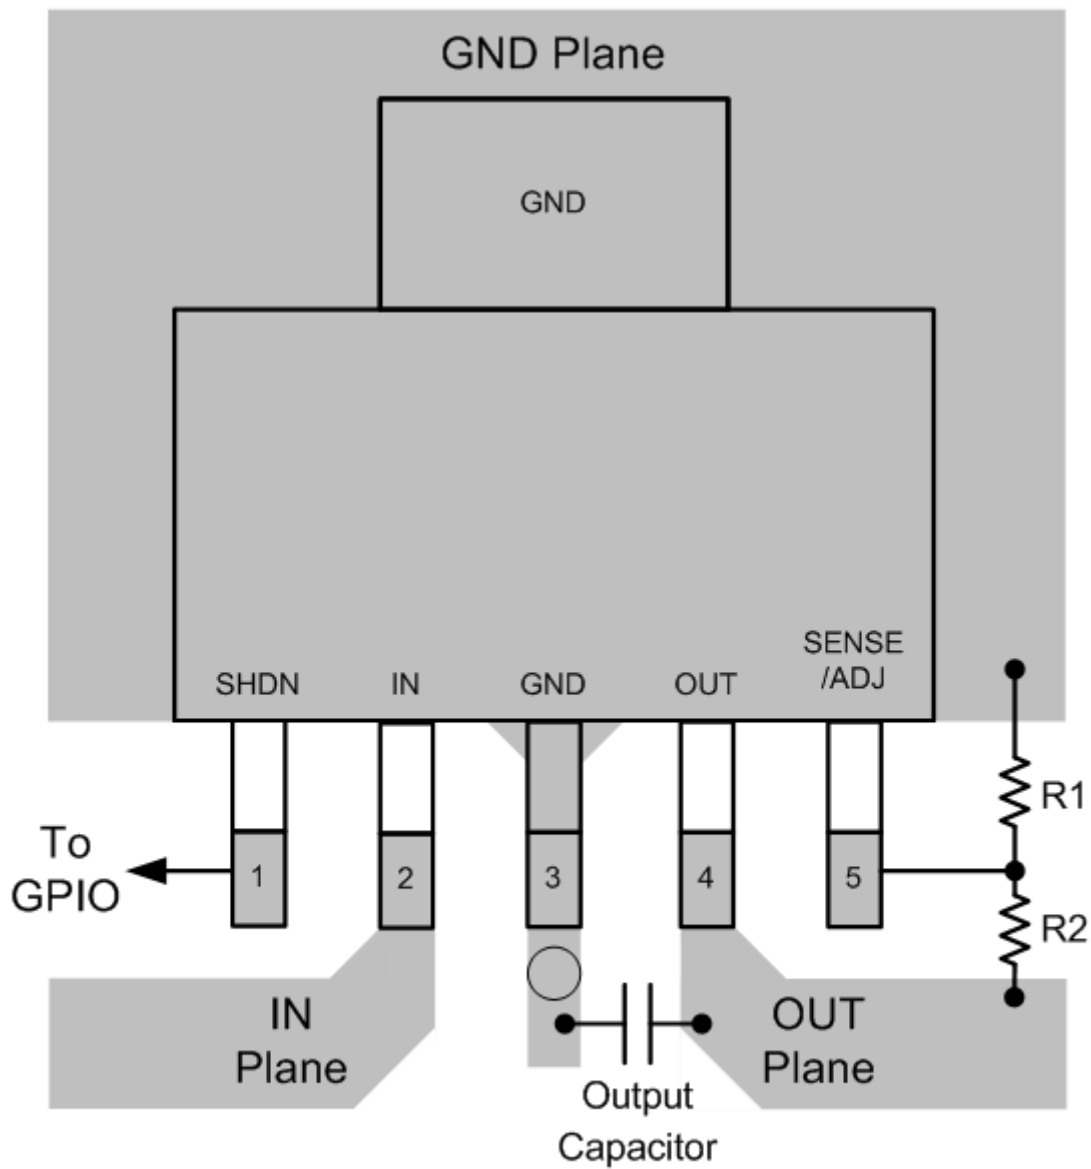 GND Plane
GND
SENSE
/ADJ
SHDN
IN
GND
OUT
R1
To
GPIO
1
2
3
4
5
R2
IN
Plane
OUT
Plane
Output
Capacitor